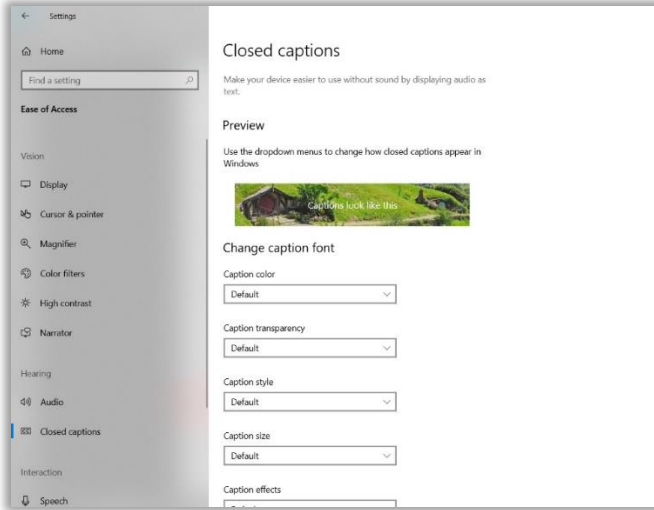 Settings
Home
Find a setting
Ease of Access
Vision
Display
Cursor & pointer
Magnifier
Color filters
High contrast
Narrator
Hearing
Audio
Closed captions
Interaction
Speech
Closed captions
Make your device easier to use without sound by displaying audio as
text.
Preview
Use the dropdown menus to change how closed captions appear in
Windows
Captions look like this
Change caption font
Caption color
Default
Caption transparency
Default
Caption style
Default
Caption size
Default
Caption effects